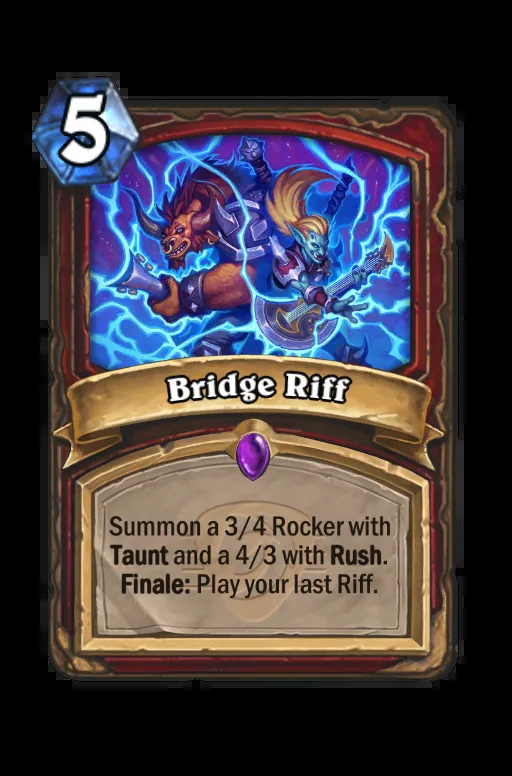 5
Bridge Riff
Summon a 3/4 Rocker with
Taunt and a 4/3 with Rush.
Finale: Play your last Riff.